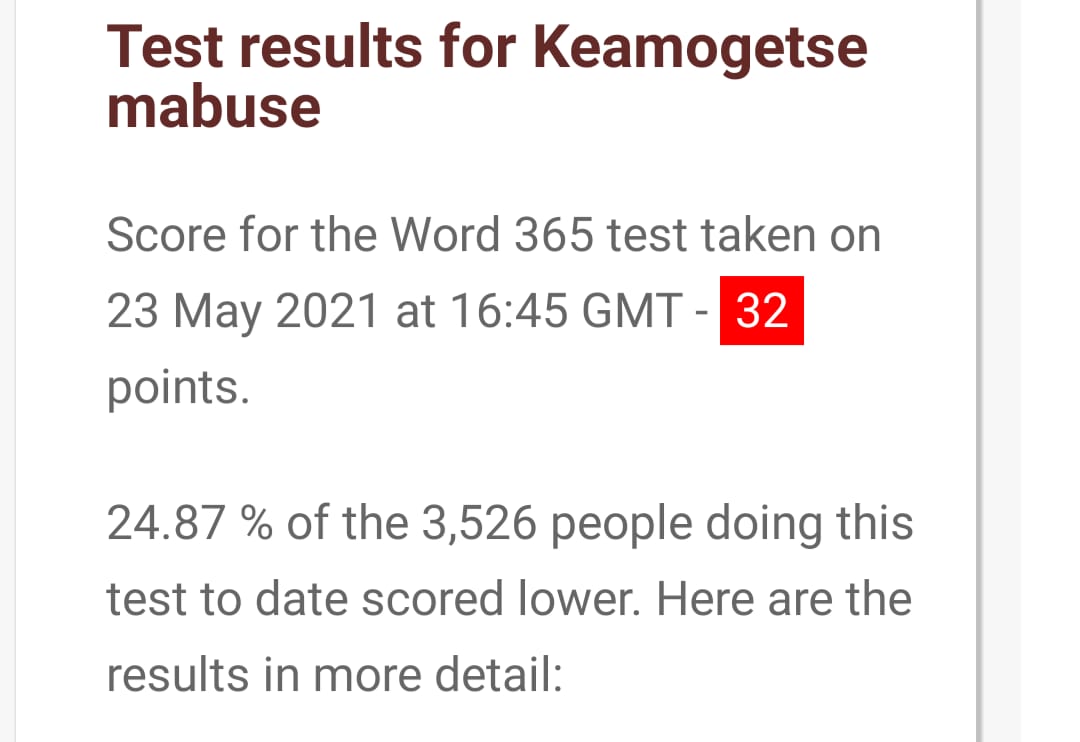 Test results for Keamogetse
mabuse
Score for the Word 365 test taken on
23 May 2021 at 16:45 GMT - 32
points.
24.87 % of the 3,526 people doing this
test to date scored lower. Here are the
results in more detail: